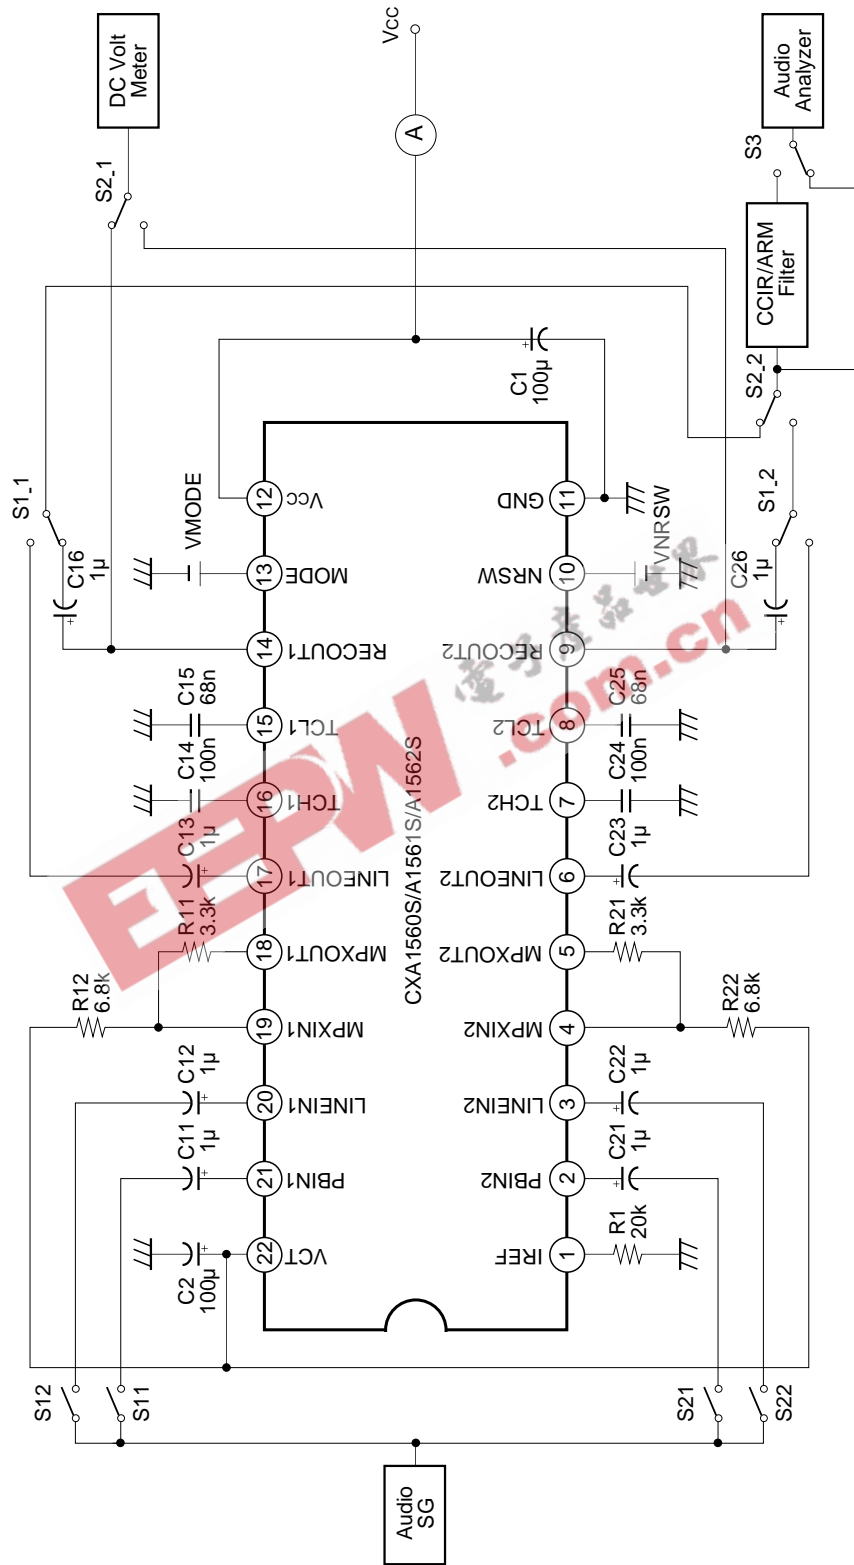 DC Volt
Meter
S2_1
Vcc
A
Audio
Analyzer
S3
CCIR/ARM
Filter
S2_2
S1_1
C16
1µ
VMODE
C1
100µ
S1_2
C26
1µ
VNRSW
12
Vcc
13
MODE
14
RECOUT1
15
TCL1
16
TCH1
17
LINEOUT1
18
MPXOUT1
19
MPXIN1
20
LINEIN1
21
PBIN1
22
VCT
11
GND
10
NRSW
9
RECOUT2
8
TCL2
7
TCH2
6
LINEOUT2
5
MPXOUT2
4
MPXIN2
3
LINEIN2
2
PBIN2
1
IREF
CXA1560S/A1561S/A1562S
C15
68n
C14
100n
C13
1µ
R11
3.3k
R12
6.8k
C12
1µ
C11
1µ
C2
100µ
C25
68n
C24
100n
C23
1µ
R21
3.3k
R22
6.8k
C22
1µ
C21
1µ
R1
20k
S12
S11
S21
S22
Audio
SG
EEPW
.com.cn
電子產品世界